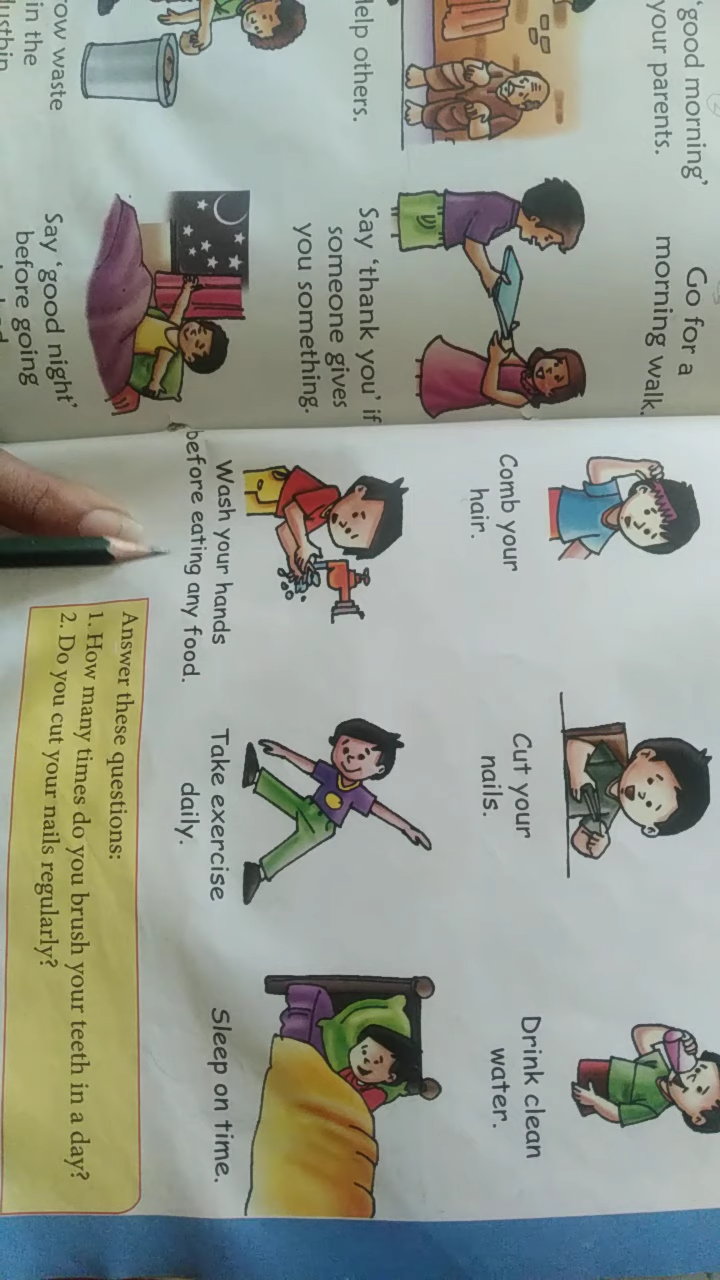 'good morning'
your parents.
Go for a
morning walk.
elp others.
Say 'thank you' if
someone gives
you something.
row waste
in the
Say 'good night'
before going
Comb your
hair.
Cut your
nails.
Drink clean
water.
Wash your hands
before eating any food.
Take exercise
daily.
Sleep on time.
Answer these questions:
1. How many times do you brush your teeth in a day?
2. Do you cut your nails regularly?